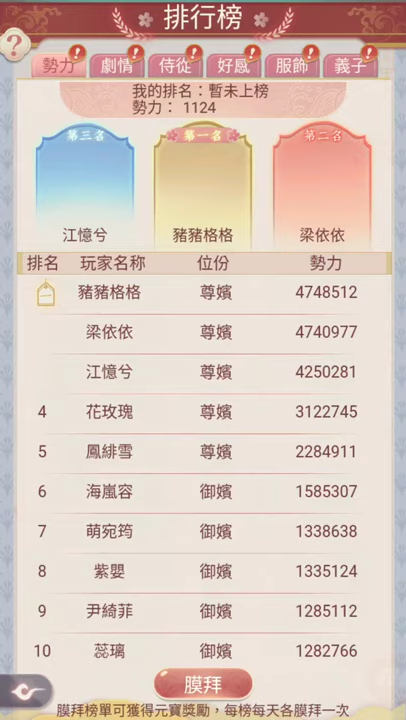 排行榜
?
勢力 劇情 侍從 好感 服飾 義子
我的排名：暫未上榜
勢力： 1124
第三名 第一名 第二名
江憶兮 豬豬格格 梁依依
排名 玩家名称 位份 勢力
一 豬豬格格 尊嬪 4748512
梁依依 尊嬪 4740977
江憶兮 尊嬪 4250281
4 花玫瑰 尊嬪 3122745
5 鳳緋雪 尊嬪 2284911
6 海嵐容 御嬪 1585307
7 萌宛筠 御嬪 1338638
8 紫嬰 御嬪 1335124
9 尹綺菲 御嬪 1285112
10 蕊璃 御嬪 1282766
膜拜
膜拜榜單可獲得元寶獎勵，每榜每天各膜拜一次